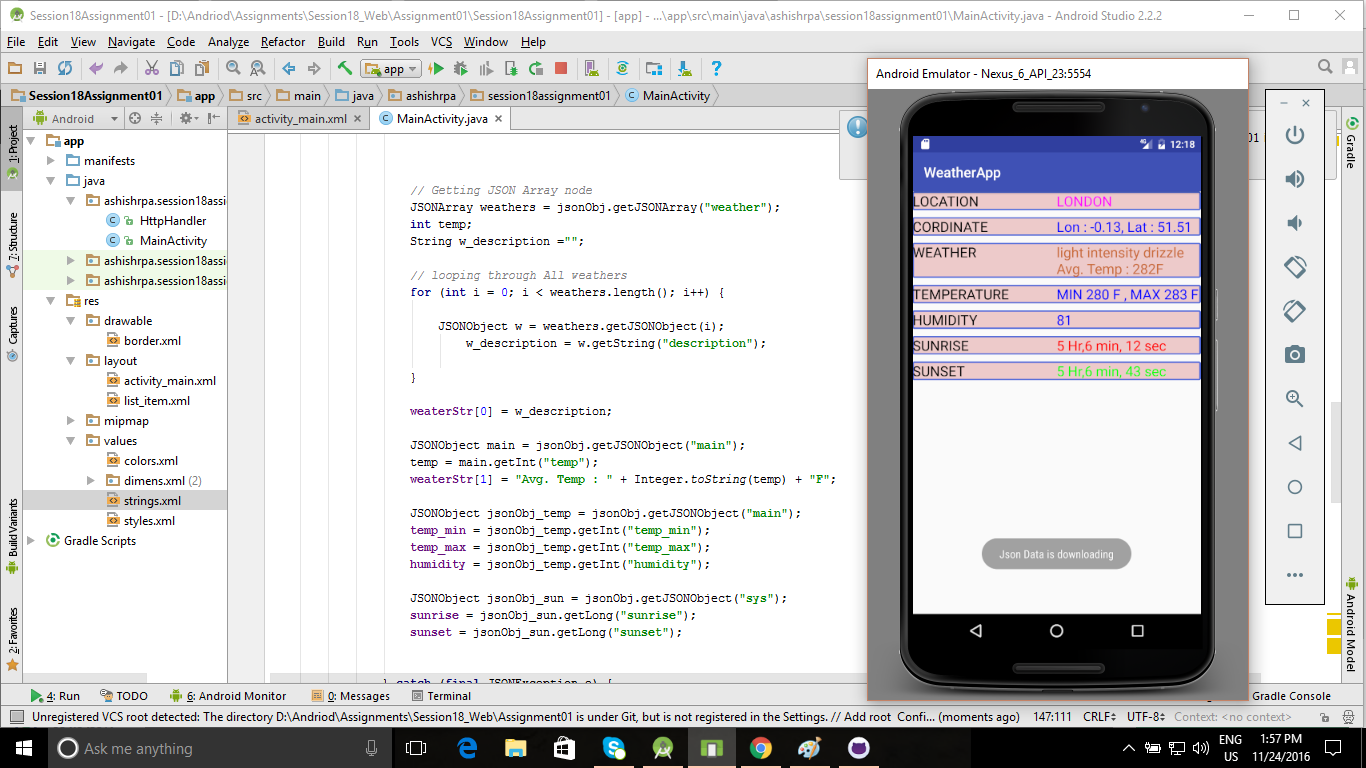 Session18Assignment01 - [D:\Andriod\Assignments\Session18_Web\Assignment01\Session18Assignment01] - [app] - ...\app\src\main\java\ashishrpa\session18assignment01\MainActivity.java - Android Studio 2.2.2
File Edit View Navigate Code Analyze Refactor Build Run Tools VCS Window Help
app
Session18Assignment01 app src main java ashishrpa session18assignment01 MainActivity
Android
activity_main.xml
MainActivity.java
1: Project
7: Structure
Captures
Build Variants
2: Favorites
app
manifests
java
ashishrpa.session18assi
HttpHandler
MainActivity
ashishrpa.session18assi
ashishrpa.session18assi
res
drawable
border.xml
layout
activity_main.xml
list_item.xml
mipmap
values
colors.xml
dimens.xml (2)
strings.xml
styles.xml
Gradle Scripts
// Getting JSON Array node
JSONArray weathers = jsonObj.getJSONArray("weather");
int temp;
String w_description ="";
// looping through All weathers
for (int i = 0; i < weathers.length(); i++) {
JSONObject w = weathers.getJSONObject(i);
w_description = w.getString("description");
}
weaterStr[0] = w_description;
JSONObject main = jsonObj.getJSONObject("main");
temp = main.getInt("temp");
weaterStr[1] = "Avg. Temp : " + Integer.toString(temp) + "F";
JSONObject jsonObj_temp = jsonObj.getJSONObject("main");
temp_min = jsonObj_temp.getInt("temp_min");
temp_max = jsonObj_temp.getInt("temp_max");
humidity = jsonObj_temp.getInt("humidity");
JSONObject jsonObj_sun = jsonObj.getJSONObject("sys");
sunrise = jsonObj_sun.getLong("sunrise");
sunset = jsonObj_sun.getLong("sunset");
} catch (final JSONException e) {
Android Emulator - Nexus_6_API_23:5554
12:18
WeatherApp
LOCATION LONDON
CORDINATE Lon : -0.13, Lat : 51.51
WEATHER light intensity drizzle
Avg. Temp : 282F
TEMPERATURE MIN 280 F , MAX 283 F
HUMIDITY 81
SUNRISE 5 Hr,6 min, 12 sec
SUNSET 5 Hr,6 min, 43 sec
Json Data is downloading
01
Gradle
Android Model
4: Run TODO 6: Android Monitor 0: Messages Terminal Gradle Console
Unregistered VCS root detected: The directory D:\Andriod\Assignments\Session18_Web\Assignment01 is under Git, but is not registered in the Settings. // Add root Confi... (moments ago) 147:111 CRLF UTF-8 Context: <no context>
Ask me anything
ENG
US
1:57 PM
11/24/2016